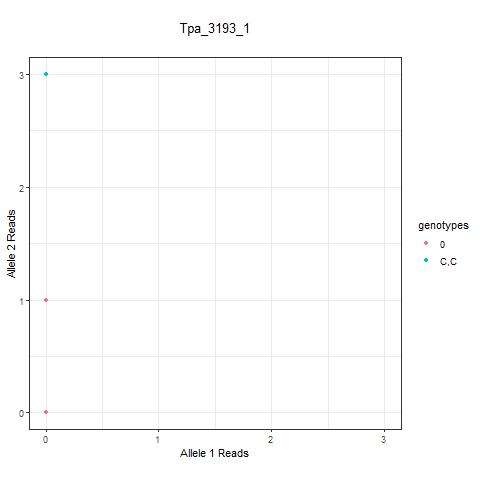 Tpa_3193_1
3
2
1
0
Allele 2 Reads
0
1
2
3
Allele 1 Reads
genotypes
0
C,C